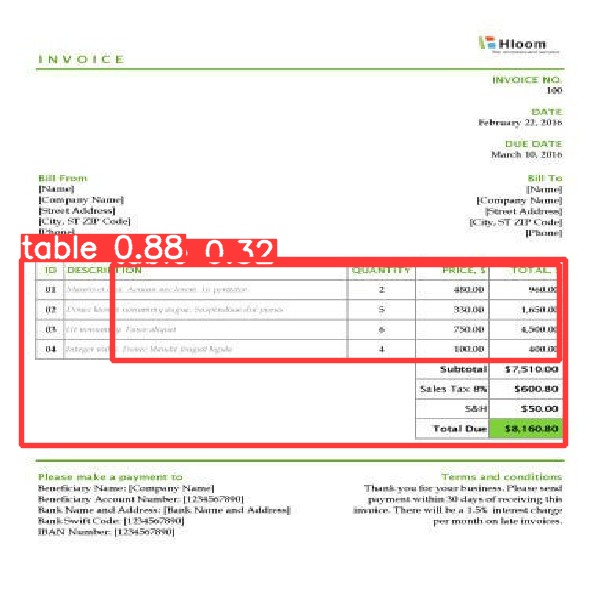 Hloom
INVOICE
INVOICE NO.
100
DATE
February 22, 2016
DUE DATE
March 10, 2016
Bill From
[Name]
[Company Name]
[Street Address]
[City, ST ZIP Code]
[Phone]
Bill To
[Name]
[Company Name]
[Street Address]
[City, ST ZIP Code]
[Phone]
table 0.88
0.32
ID DESCRIPTION QUANTITY PRICE, $ TOTAL, $
01 2 480.00 960.00
02 5 330.00 1,650.00
03 6 750.00 4,500.00
04 4 100.00 400.00
Subtotal $7,510.00
Sales Tax 8% $600.80
S&H $50.00
Total Due $8,160.80
Please make a payment to
Beneficiary Name: [Company Name]
Beneficiary Account Number: [1234567890]
Bank Name and Address: [Bank Name and Address]
Bank Swift Code: [1234567890]
IBAN Number: [1234567890]
Terms and conditions
Thank you for your business. Please send
payment within 30 days of receiving this
invoice. There will be a 1.5% interest charge
per month on late invoices.